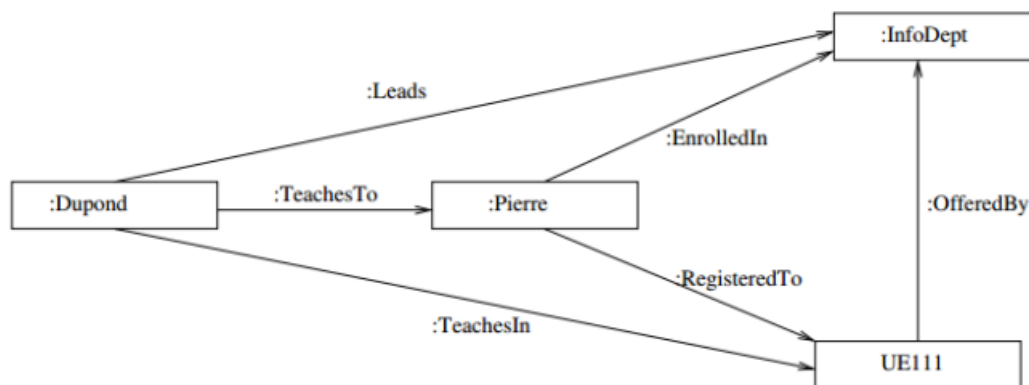 :InfoDept
:Leads
:EnrolledIn
:Dupond
:TeachesTo
:Pierre
:OfferedBy
:RegisteredTo
:TeachesIn
UE111